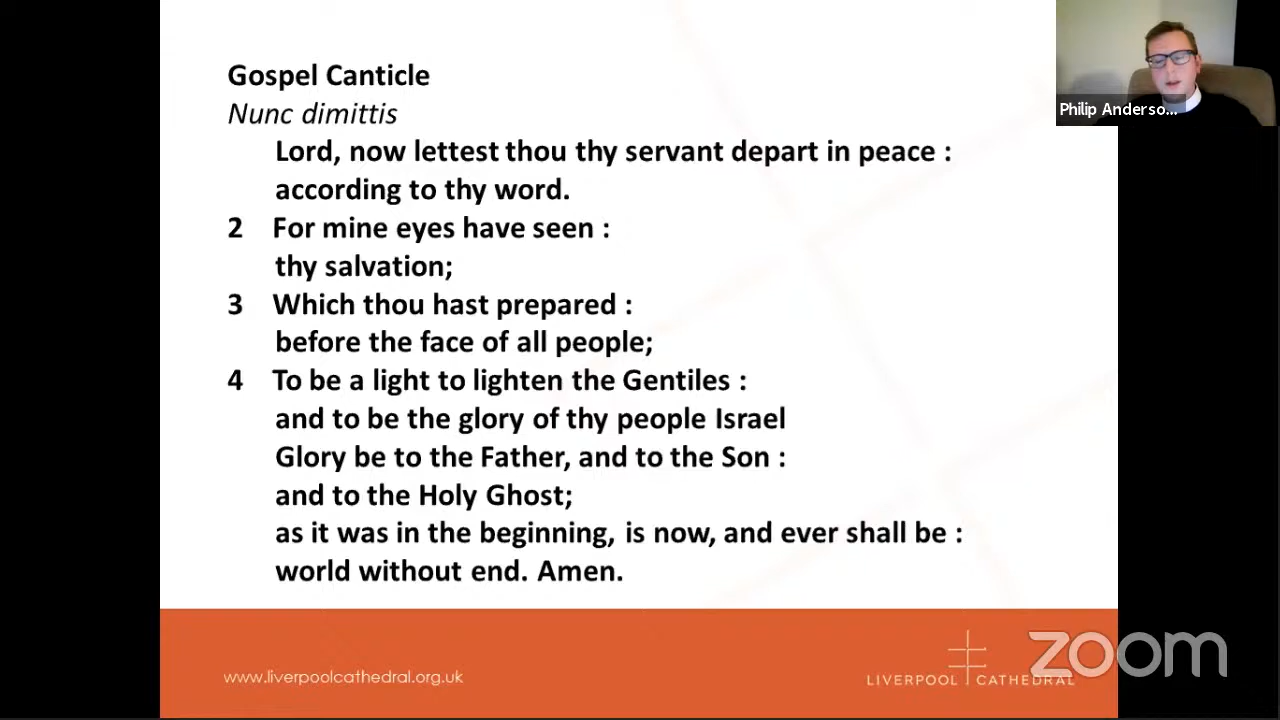 Gospel Canticle
Nunc dimittis
Lord, now lettest thou thy servant depart in peace :
according to thy word.
2 For mine eyes have seen :
thy salvation;
3 Which thou hast prepared :
before the face of all people;
4 To be a light to lighten the Gentiles :
and to be the glory of thy people Israel
Glory be to the Father, and to the Son :
and to the Holy Ghost;
as it was in the beginning, is now, and ever shall be :
world without end. Amen.
Philip Anderso...
www.liverpoolcathedral.org.uk
LIVERPOOL CATHEDRAL
zoom